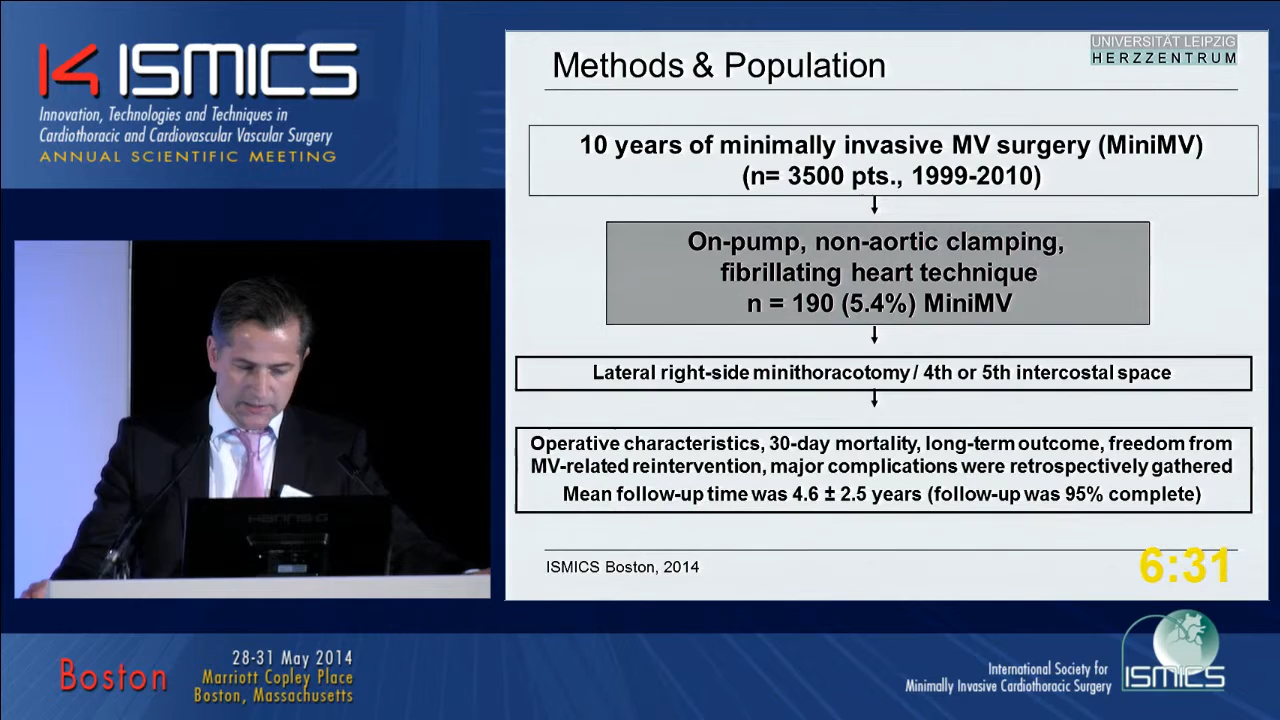 14 ISMICS
Innovation, Technologies and Techniques in
Cardiothoracic and Cardiovascular Vascular Surgery
ANNUAL SCIENTIFIC MEETING
Methods & Population
UNIVERSITÄT LEIPZIG
HERZZENTRUM
10 years of minimally invasive MV surgery (MiniMV)
(n= 3500 pts., 1999-2010)
On-pump, non-aortic clamping,
fibrillating heart technique
n = 190 (5.4%) MiniMV
Lateral right-side minithoracotomy / 4th or 5th intercostal space
Operative characteristics, 30-day mortality, long-term outcome, freedom from
MV-related reintervention, major complications were retrospectively gathered
Mean follow-up time was 4.6 ± 2.5 years (follow-up was 95% complete)
ISMICS Boston, 2014
6:31
Boston
28-31 May 2014
Marriott Copley Place
Boston, Massachusetts
International Society for
Minimally Invasive Cardiothoracic Surgery
ISMICS